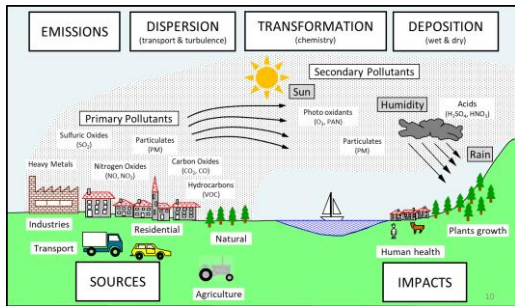 EMISSIONS
DISPERSION
(transport & turbulence)
TRANSFORMATION
(chemistry)
DEPOSITION
(wet & dry)
Secondary Pollutants
Sun
Primary Pollutants
Photo oxidants
(O₃, PAN)
Humidity
Acids
(H₂SO₄, HNO₃)
Sulfuric Oxides
(SO₂)
Particulates
(PM)
Particulates
(PM)
Rain
Heavy Metals
Nitrogen Oxides
(NO, NO₂)
Carbon Oxides
(CO₂, CO)
Hydrocarbons
(VOC)
Industries
Residential
Natural
Plants growth
Transport
Human health
SOURCES
Agriculture
IMPACTS
10